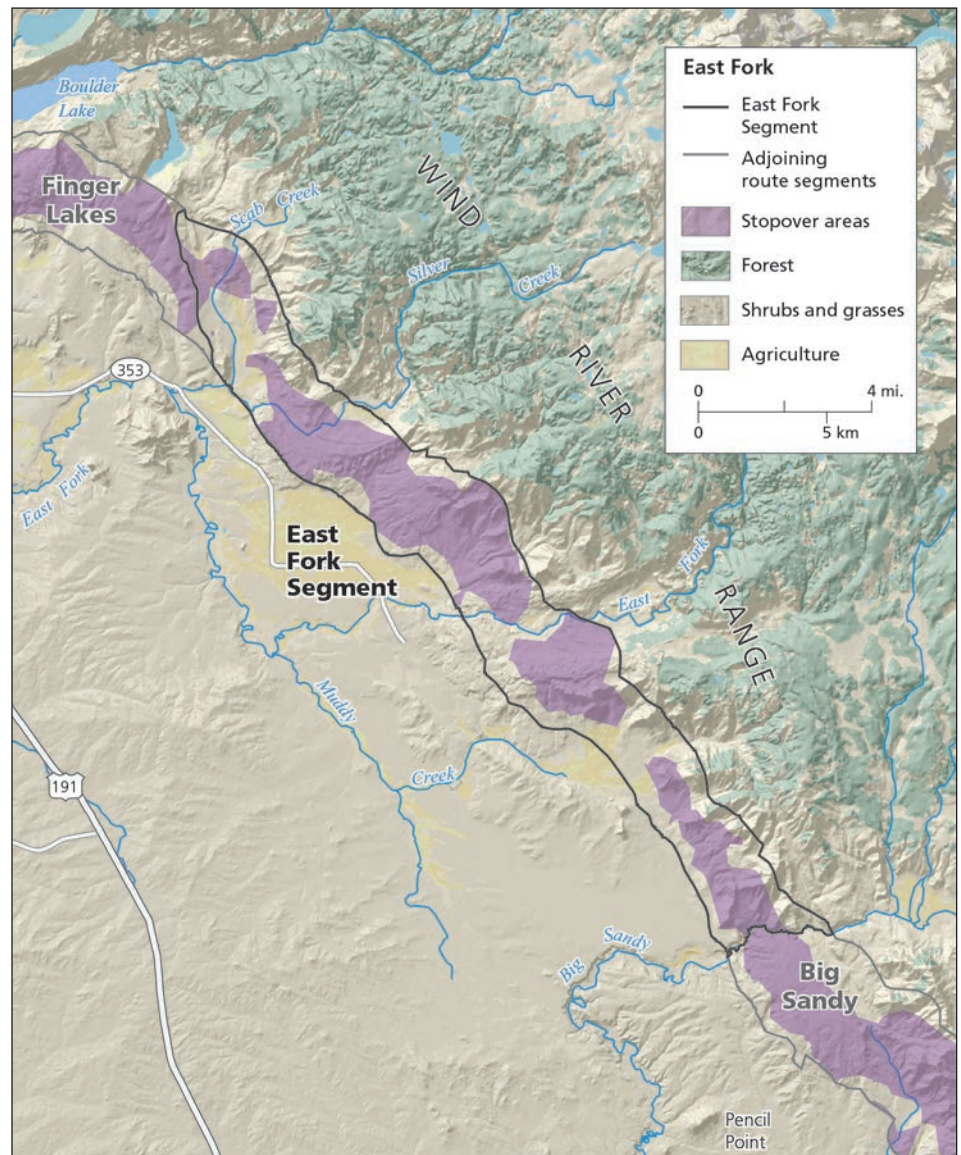 Boulder
Lake
Finger
Lakes
Scab Creek
WIND
Silver
Creek
RIVER
RANGE
353
East Fork
East
Fork
Segment
East
Fork
Muddy
Creek
191
Big
Sandy
Big
Sandy
Pencil
Point
East Fork
East Fork
Segment
Adjoining
route segments
Stopover areas
Forest
Shrubs and grasses
Agriculture
0
4 mi.
0
5 km